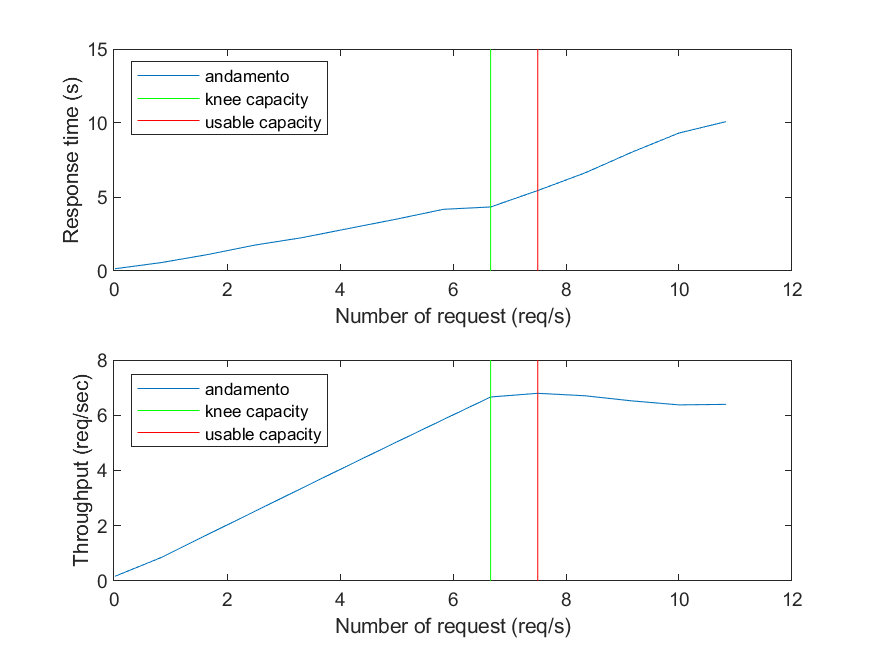 15
10
5
0
Response time (s)
andamento
knee capacity
usable capacity
0 2 4 6 8 10 12
Number of request (req/s)
8
6
4
2
0
Throughput (req/sec)
andamento
knee capacity
usable capacity
0 2 4 6 8 10 12
Number of request (req/s)